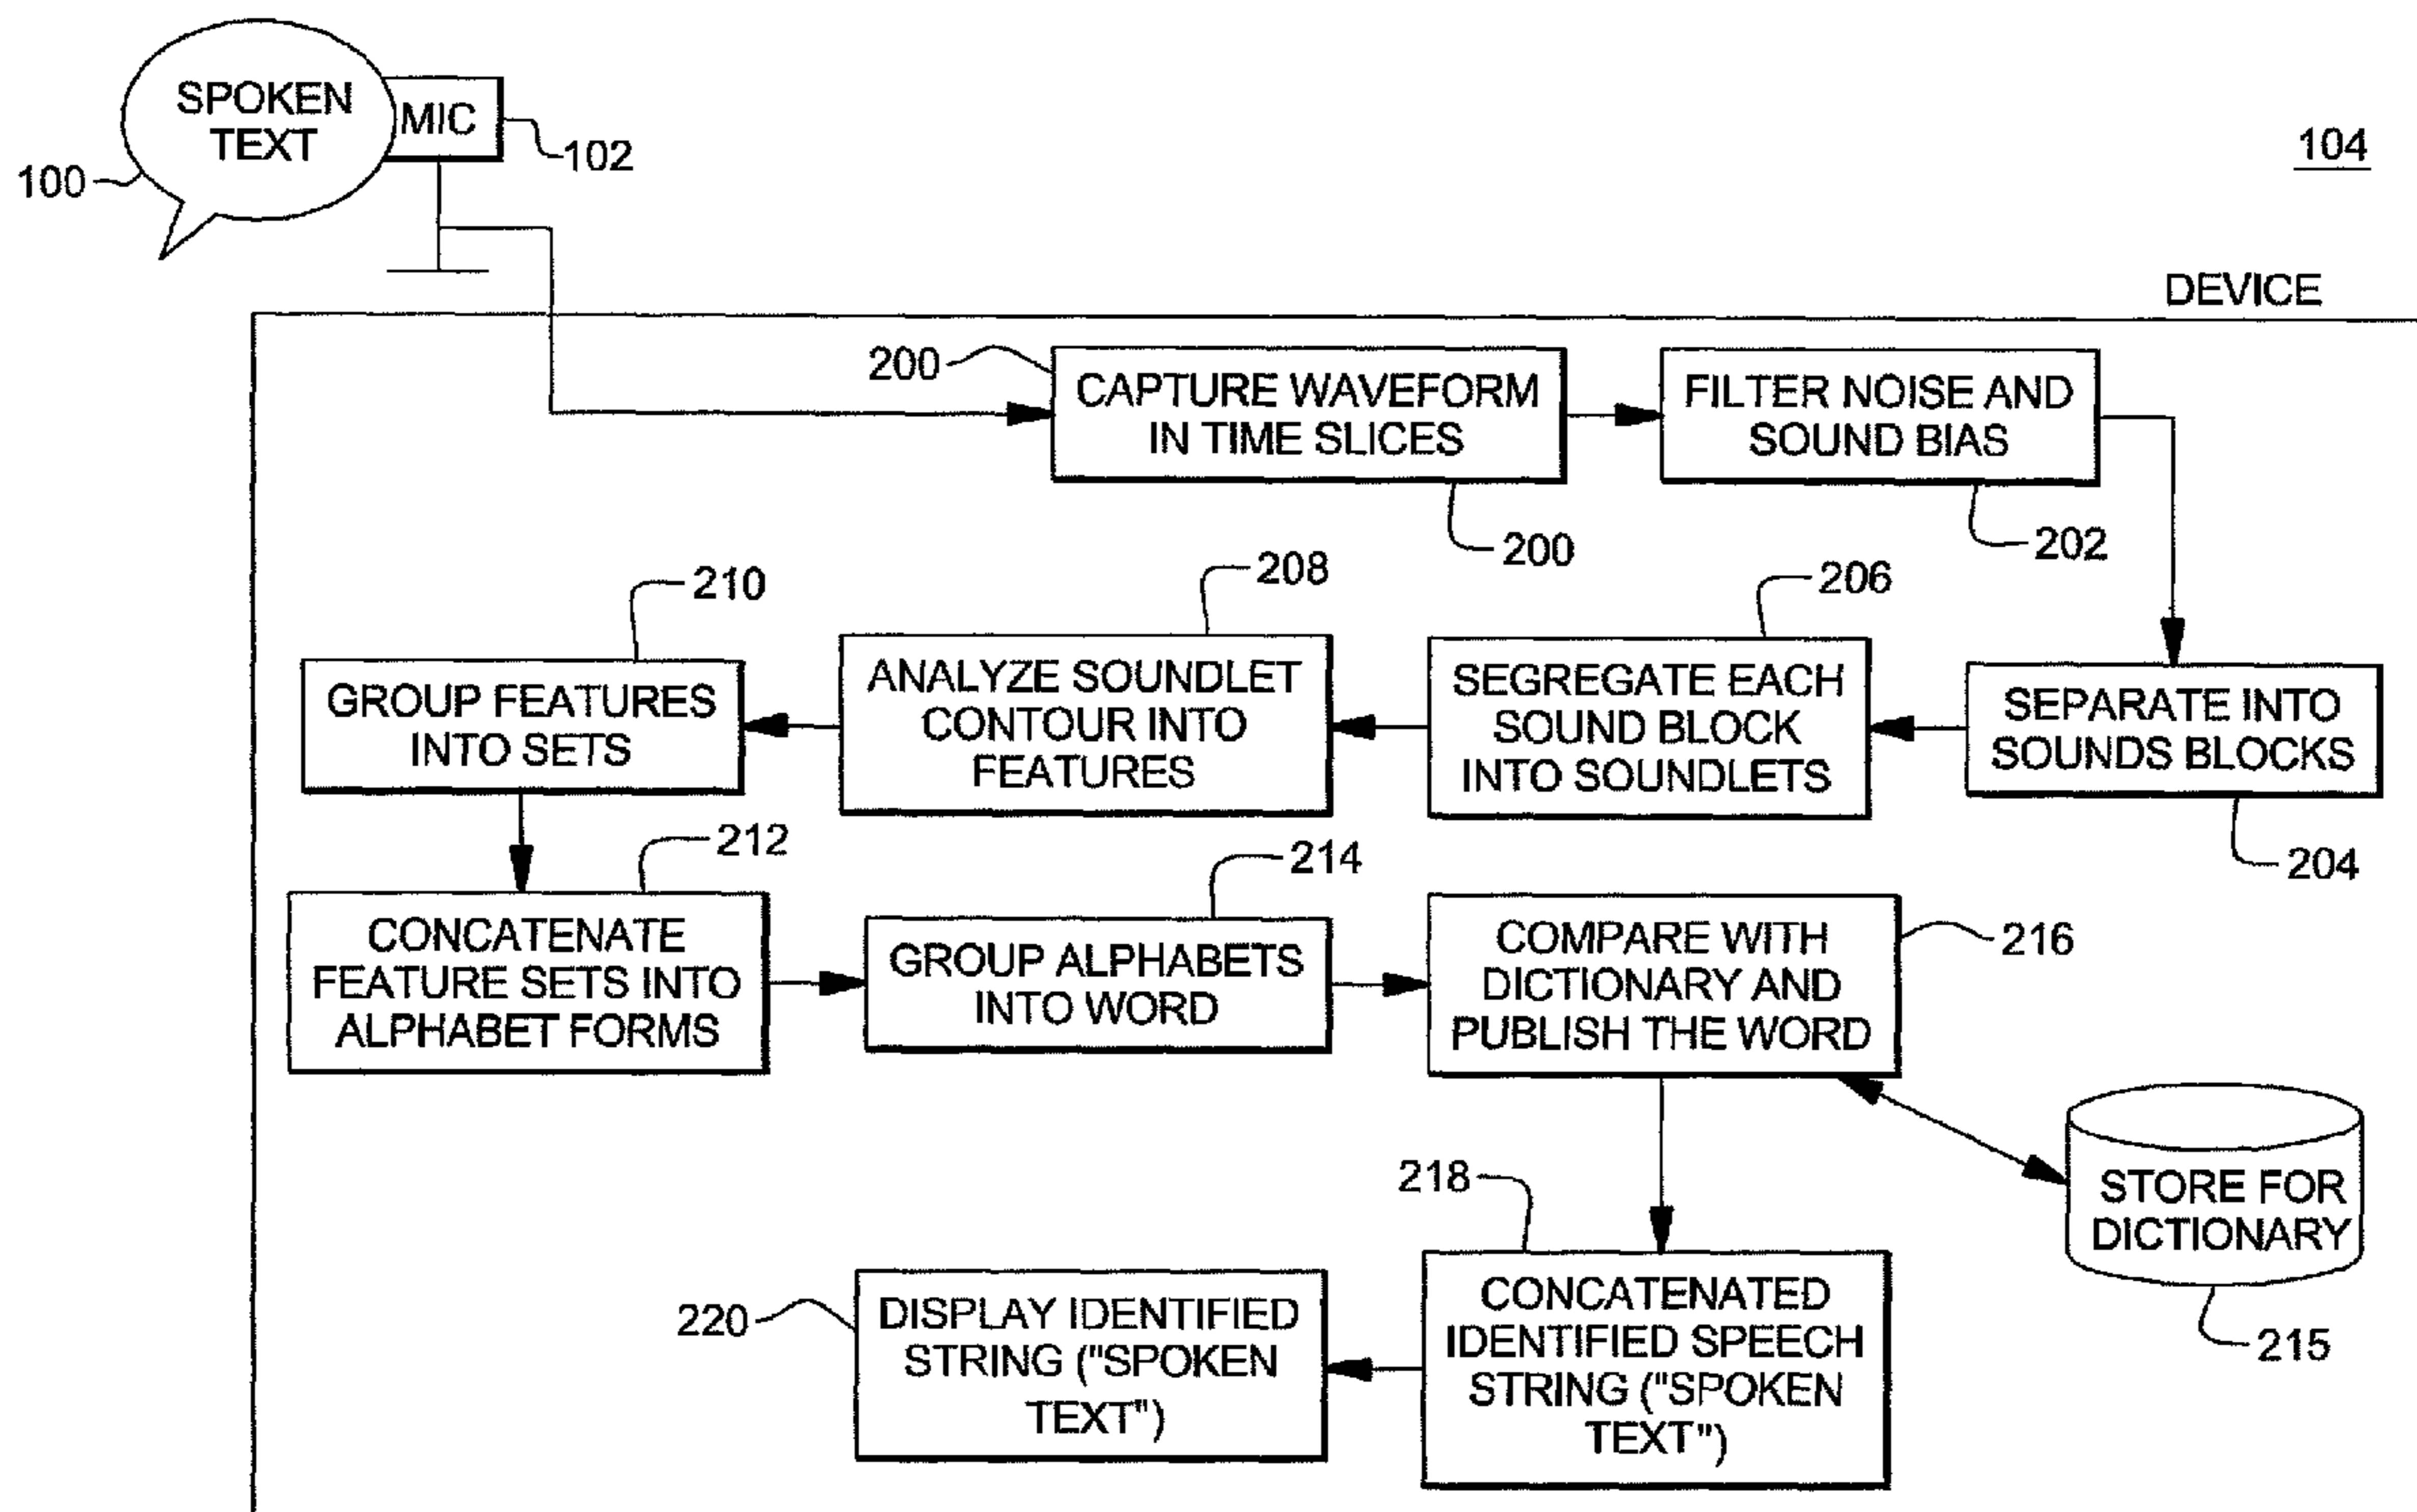 SPOKEN
TEXT
MIC
100
102
104
DEVICE
200
CAPTURE WAVEFORM
IN TIME SLICES
200
FILTER NOISE AND
SOUND BIAS
202
210
208
206
GROUP FEATURES
INTO SETS
ANALYZE SOUNDLET
CONTOUR INTO
FEATURES
SEGREGATE EACH
SOUND BLOCK
INTO SOUNDLETS
SEPARATE INTO
SOUNDS BLOCKS
204
212
214
CONCATENATE
FEATURE SETS INTO
ALPHABET FORMS
GROUP ALPHABETS
INTO WORD
COMPARE WITH
DICTIONARY AND
PUBLISH THE WORD
216
STORE FOR
DICTIONARY
215
218
CONCATENATED
IDENTIFIED SPEECH
STRING ("SPOKEN
TEXT")
220
DISPLAY IDENTIFIED
STRING ("SPOKEN
TEXT")